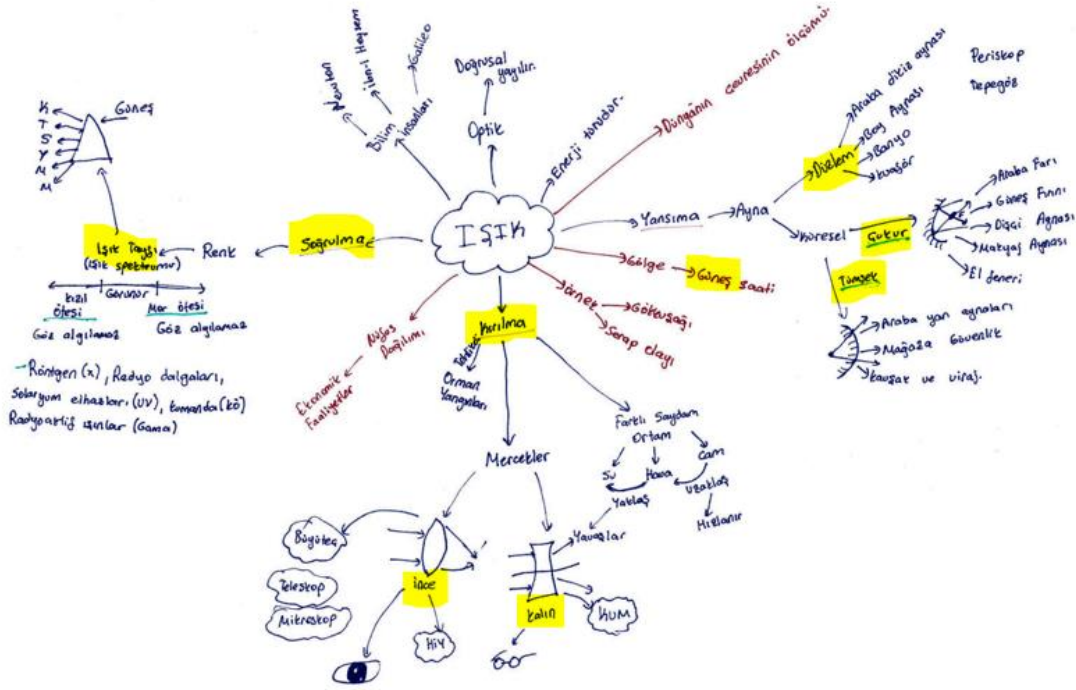 IŞIK
Optik
Doğrusal
yayılır.
Bilim
insanları
Newton
İbn-i Heysem
Galileo
Enerji türüdür.
Dünyanın Çevresinin Ölçümü.
Yansıma
Ayna
Düzlem
Araba dikiz aynası
Boy Aynası
Banyo
kuaför
Periskop
Tepegöz
Küresel
Çukur
Araba Farı
Güneş Fırını
Dişçi Aynası
Makyaj Aynası
El feneri
Tümsek
Araba yan aynaları
Mağaza Güvenlik
kavşak ve viraj.
Gölge
Güneş saati
Örnek
Gökkuşağı
Serap olayı
Kırılma
Orman
Yangınları
Farklı Saydam
Ortam
Su
Hava
Cam
Yaklaş
Uzaklaş
Yavaşlar
Hızlanır
Mercekler
İnce
Büyüteç
Teleskop
Mikroskop
HİY
kalın
KUM
Nüfus
Dağılımı
Ekonomik
Faaliyetler
Soğrulma
Renk
Işık Tayfı
(ışık spektrumu)
Güneş
K
T
S
Y
M
M
kızıl
ötesi
Görünür
Mor ötesi
Göz algılamaz
Göz algılamaz
- Röntgen (x), Radyo dalgaları,
Solaryum cihazları (UV), kumanda (kö)
Radyoaktif ışınlar (Gama)